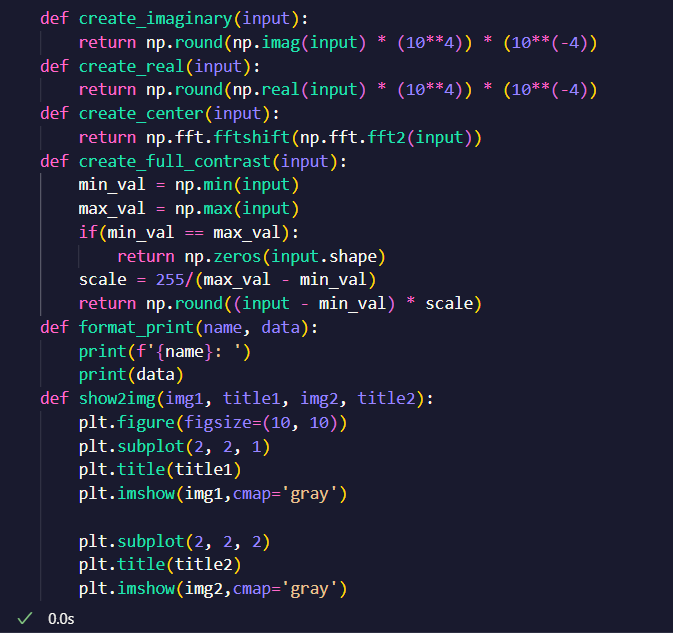 def create_imaginary(input):
    return np.round(np.imag(input) * (10**4)) * (10**(-4))
def create_real(input):
    return np.round(np.real(input) * (10**4)) * (10**(-4))
def create_center(input):
    return np.fft.fftshift(np.fft.fft2(input))
def create_full_contrast(input):
    min_val = np.min(input)
    max_val = np.max(input)
    if(min_val == max_val):
        return np.zeros(input.shape)
    scale = 255/(max_val - min_val)
    return np.round((input - min_val) * scale)
def format_print(name, data):
    print(f'{name}: ')
    print(data)
def show2img(img1, title1, img2, title2):
    plt.figure(figsize=(10, 10))
    plt.subplot(2, 2, 1)
    plt.title(title1)
    plt.imshow(img1,cmap='gray')

    plt.subplot(2, 2, 2)
    plt.title(title2)
    plt.imshow(img2,cmap='gray')
✓ 0.0s